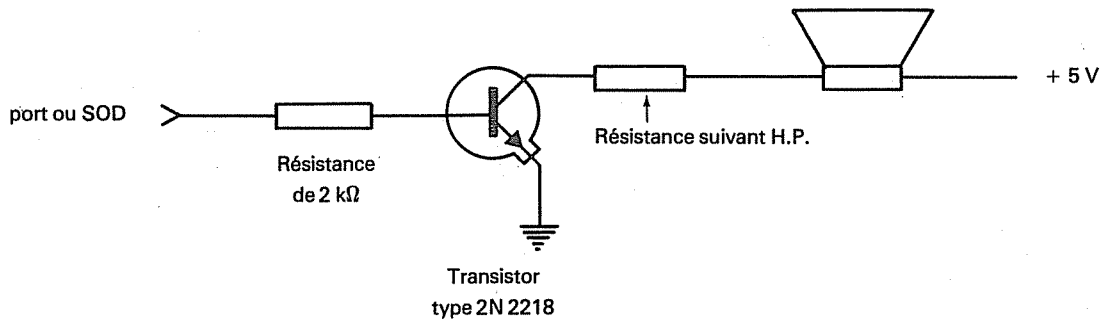 port ou SOD
Résistance
de 2 kΩ
Transistor
type 2N 2218
Résistance suivant H.P.
+ 5 V